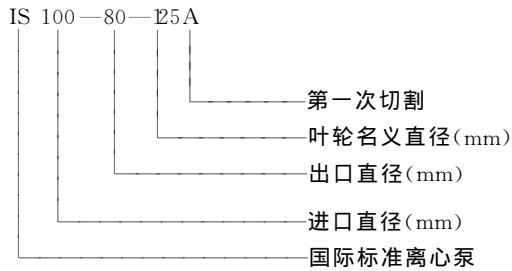 IS 100—80—125A
第一次切割
叶轮名义直径(mm)
出口直径(mm)
进口直径(mm)
国际标准离心泵